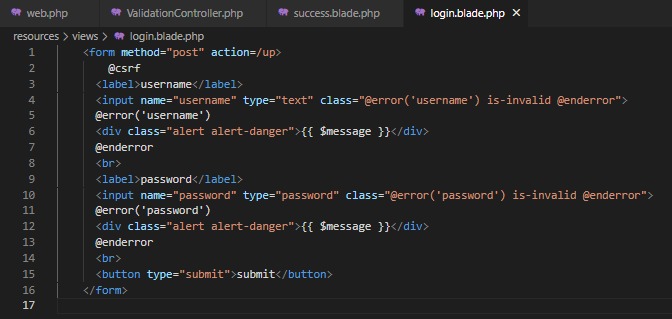 web.php ValidationController.php success.blade.php login.blade.php ×
resources > views > login.blade.php
1 <form method="post" action=/up>
2 @csrf
3 <label>username</label>
4 <input name="username" type="text" class="@error('username') is-invalid @enderror">
5 @error('username')
6 <div class="alert alert-danger">{{ $message }}</div>
7 @enderror
8 <br>
9 <label>password</label>
10 <input name="password" type="password" class="@error('password') is-invalid @enderror">
11 @error('password')
12 <div class="alert alert-danger">{{ $message }}</div>
13 @enderror
14 <br>
15 <button type="submit">submit</button>
16 </form>
17